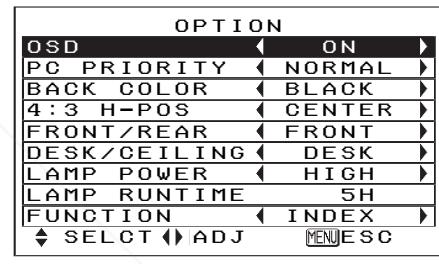 OPTION
OSD ON
PC PRIORITY NORMAL
BACK COLOR BLACK
4:3 H-POS CENTER
FRONT/REAR FRONT
DESK/CEILING DESK
LAMP POWER HIGH
LAMP RUNTIME 5H
FUNCTION INDEX
SELCT ADJ MENU ESC